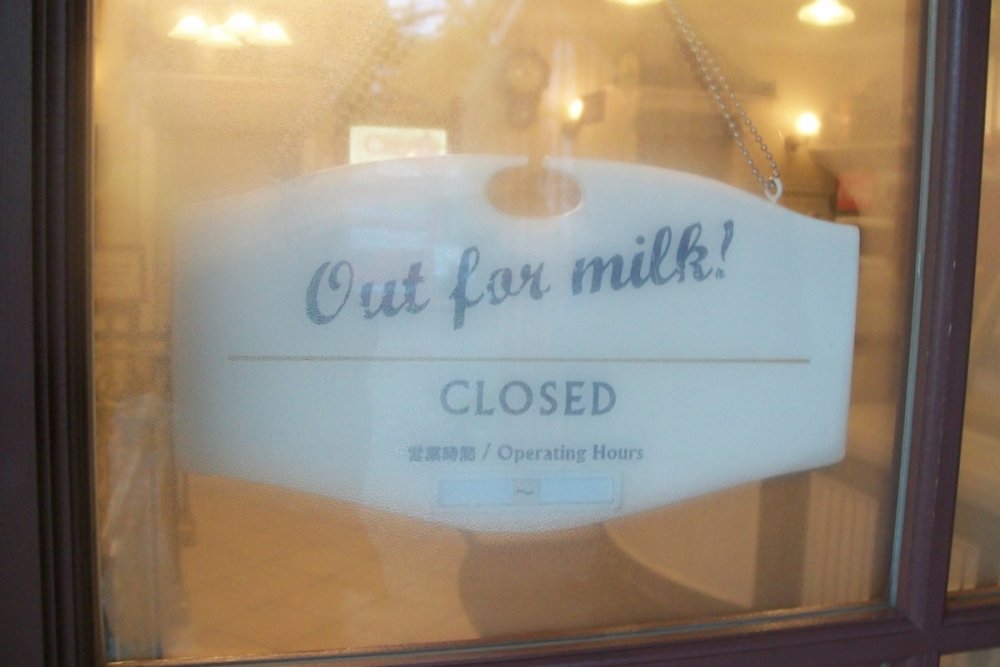 Out for milk!
CLOSED
営業時間 / Operating Hours
~